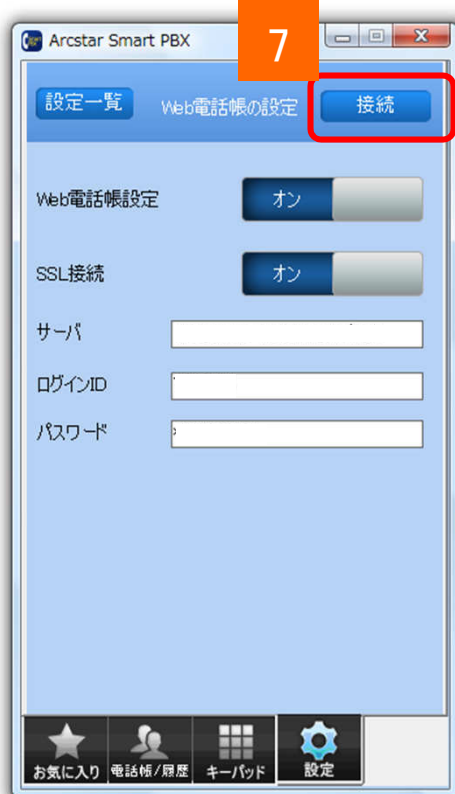 7
Arcstar Smart PBX
設定一覧 Web電話帳の設定 接続
Web電話帳設定 オン
SSL接続 オン
サーバ
ログインID
パスワード
お気に入り 電話帳/履歴 キーパッド 設定